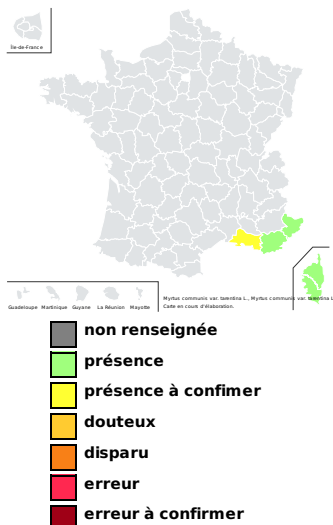 Île-de-France
Guadeloupe Martinique Guyane La Réunion Mayotte
Myrtus communis var. tarentina L., Myrtus communis var. tarentina L
Carte en cours d'élaboration.
non renseignée
présence
présence à confimer
douteux
disparu
erreur
erreur à confirmer